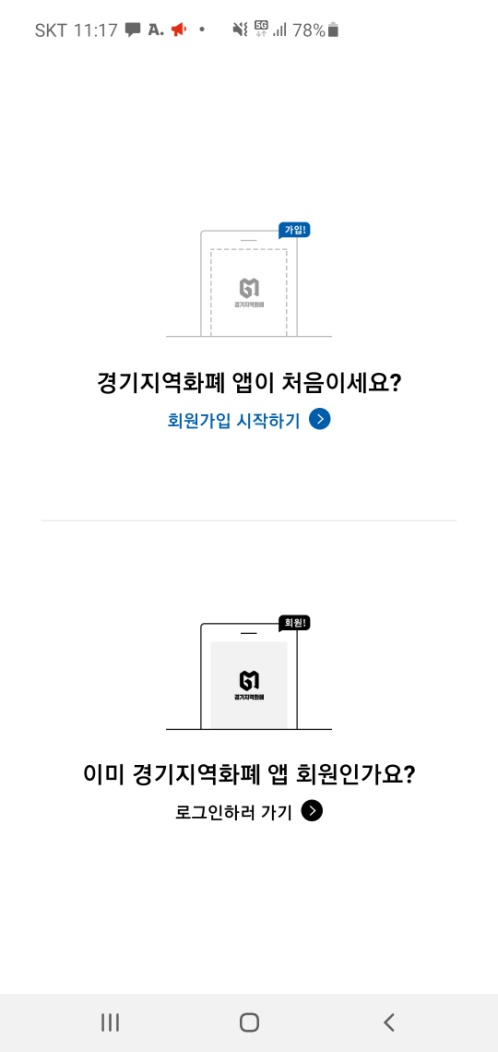 SKT 11:17 A. 5G 78%
가입!
경기지역화폐
경기지역화폐 앱이 처음이세요?
회원가입 시작하기
회원!
경기지역화폐
이미 경기지역화폐 앱 회원인가요?
로그인하러 가기